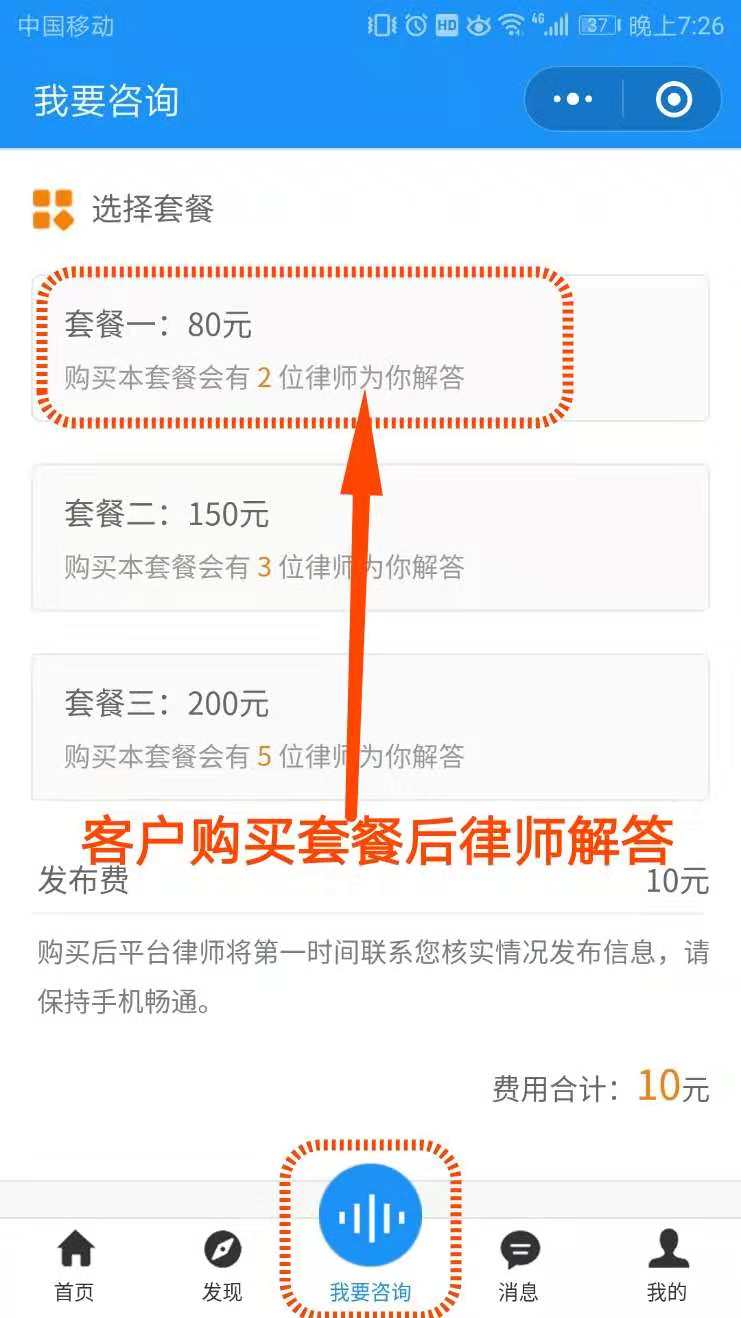 中国移动 HD 4G 37 晚上7:26
我要咨询
选择套餐
套餐一：80元
购买本套餐会有 2 位律师为你解答
套餐二：150元
购买本套餐会有 3 位律师为你解答
套餐三：200元
购买本套餐会有 5 位律师为你解答
客户购买套餐后律师解答
发布费 10元
购买后平台律师将第一时间联系您核实情况发布信息，请
保持手机畅通。
费用合计：10元
首页 发现 我要咨询 消息 我的